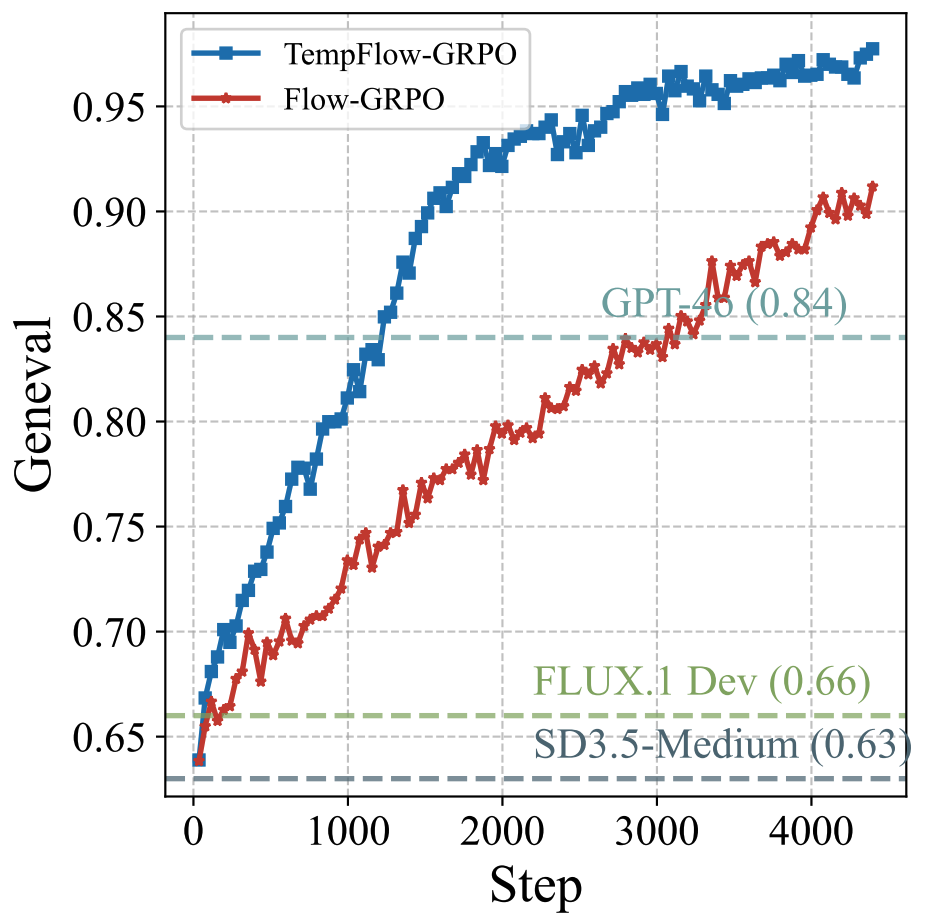 TempFlow-GRPO
Flow-GRPO
0.95
0.90
0.85
0.80
0.75
0.70
0.65
Geneval
GPT-4o (0.84)
FLUX.1 Dev (0.66)
SD3.5-Medium (0.63)
0 1000 2000 3000 4000
Step